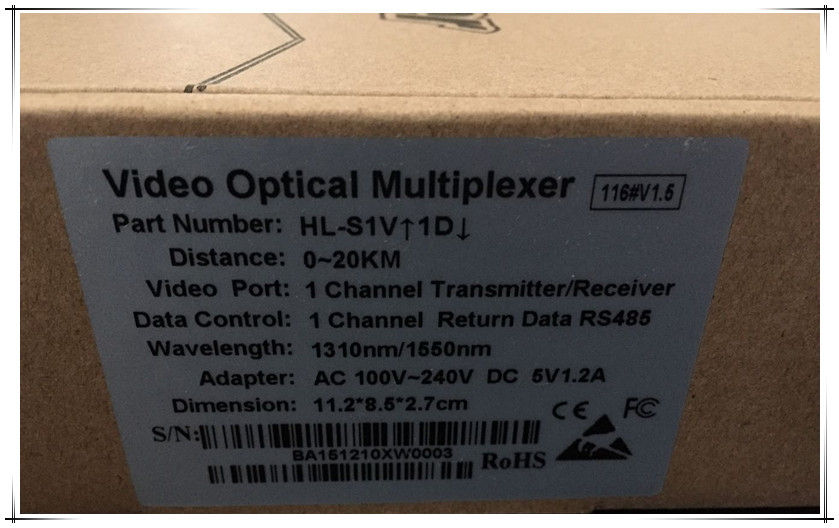 Video Optical Multiplexer 116#V1.5
Part Number: HL-S1V↑1D↓
Distance: 0~20KM
Video Port: 1 Channel Transmitter/Receiver
Data Control: 1 Channel Return Data RS485
Wavelength: 1310nm/1550nm
Adapter: AC 100V~240V DC 5V1.2A
Dimension: 11.2*8.5*2.7cm
CE FC
S/N:
BA151210XW0003
RoHS